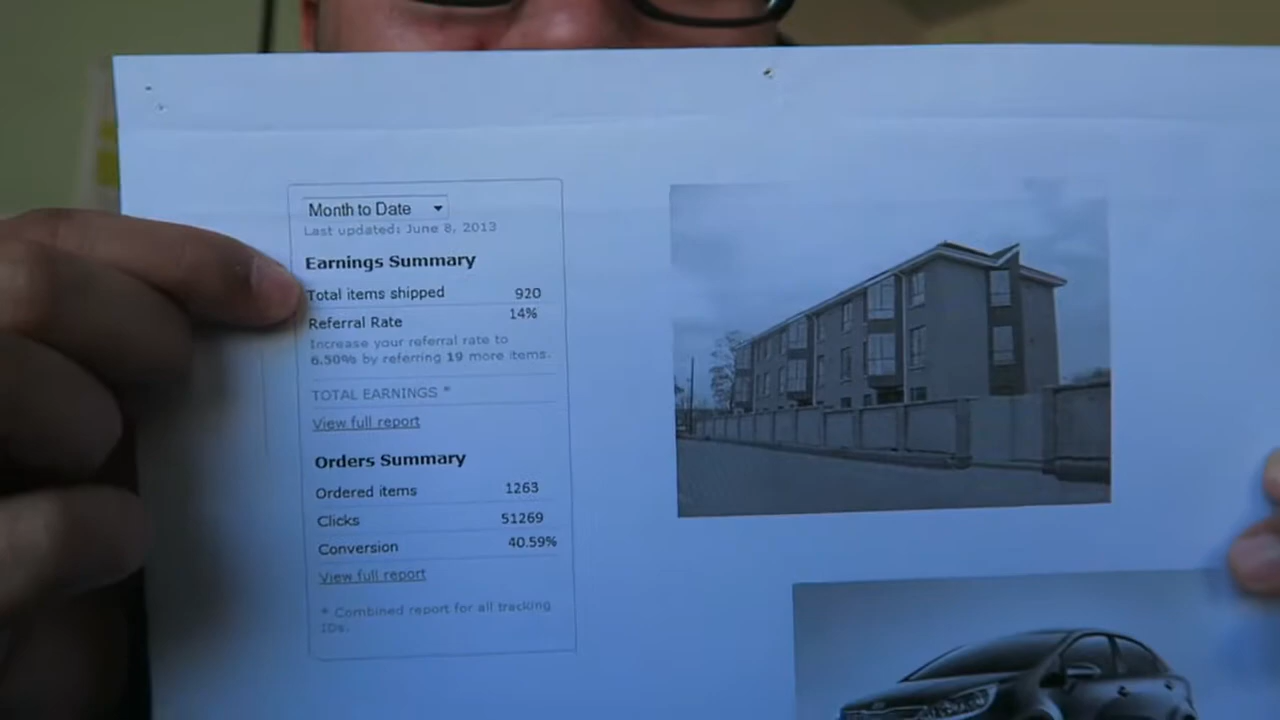 Month to Date
Last updated: June 8, 2013
Earnings Summary
Total items shipped 920
Referral Rate 14%
Increase your referral rate to
6.50% by referring 19 more items.
TOTAL EARNINGS *
View full report
Orders Summary
Ordered items 1263
Clicks 51269
Conversion 40.59%
View full report
* Combined report for all tracking
IDs.